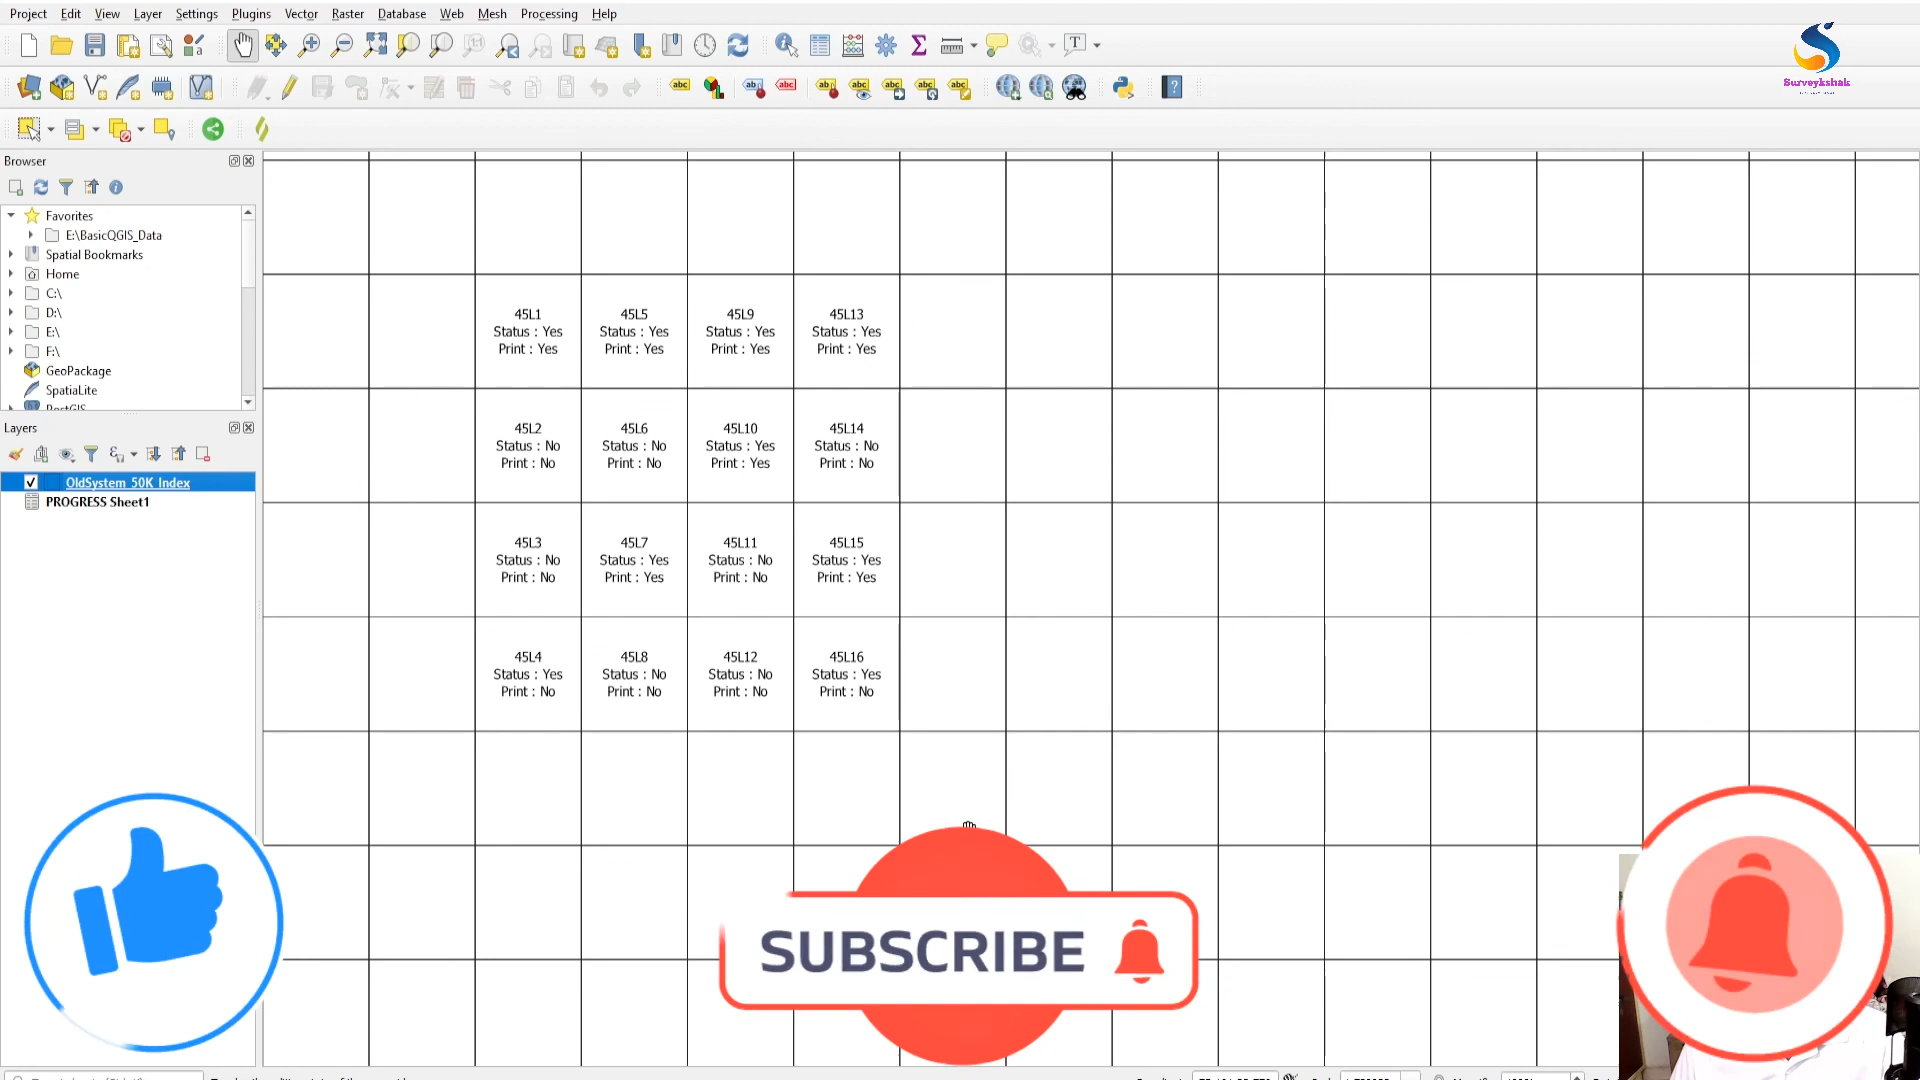 Project Edit View Layer Settings Plugins Vector Raster Database Web Mesh Processing Help
Surveykshak
Browser
Favorites
E:\BasicQGIS_Data
Spatial Bookmarks
Home
C:\
D:\
E:\
F:\
GeoPackage
SpatiaLite
PostGIS
Layers
OldSystem_50K_Index
PROGRESS Sheet1
45L1 45L5 45L9 45L13
Status : Yes Status : Yes Status : Yes Status : Yes
Print : Yes Print : Yes Print : Yes Print : Yes
45L2 45L6 45L10 45L14
Status : No Status : No Status : Yes Status : No
Print : No Print : No Print : Yes Print : No
45L3 45L7 45L11 45L15
Status : No Status : Yes Status : No Status : Yes
Print : No Print : Yes Print : No Print : Yes
45L4 45L8 45L12 45L16
Status : Yes Status : No Status : No Status : Yes
Print : No Print : No Print : No Print : No
SUBSCRIBE